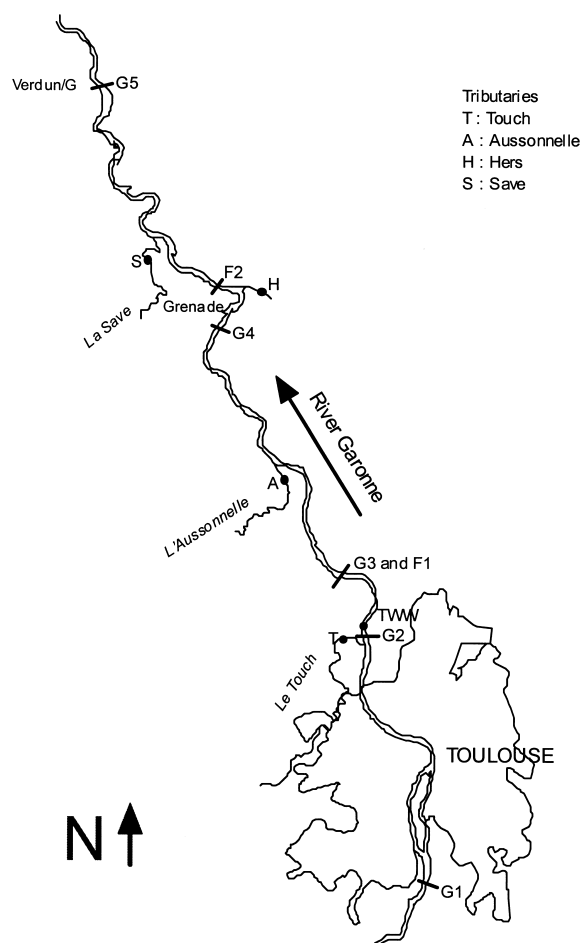 Verdun/G
G5
Tributaries
T : Touch
A : Aussonnelle
H : Hers
S : Save
S
F2
H
Grenade
La Save
G4
River Garonne
A
L'Aussonnelle
G3 and F1
TWW
T
G2
Le Touch
TOULOUSE
N
G1